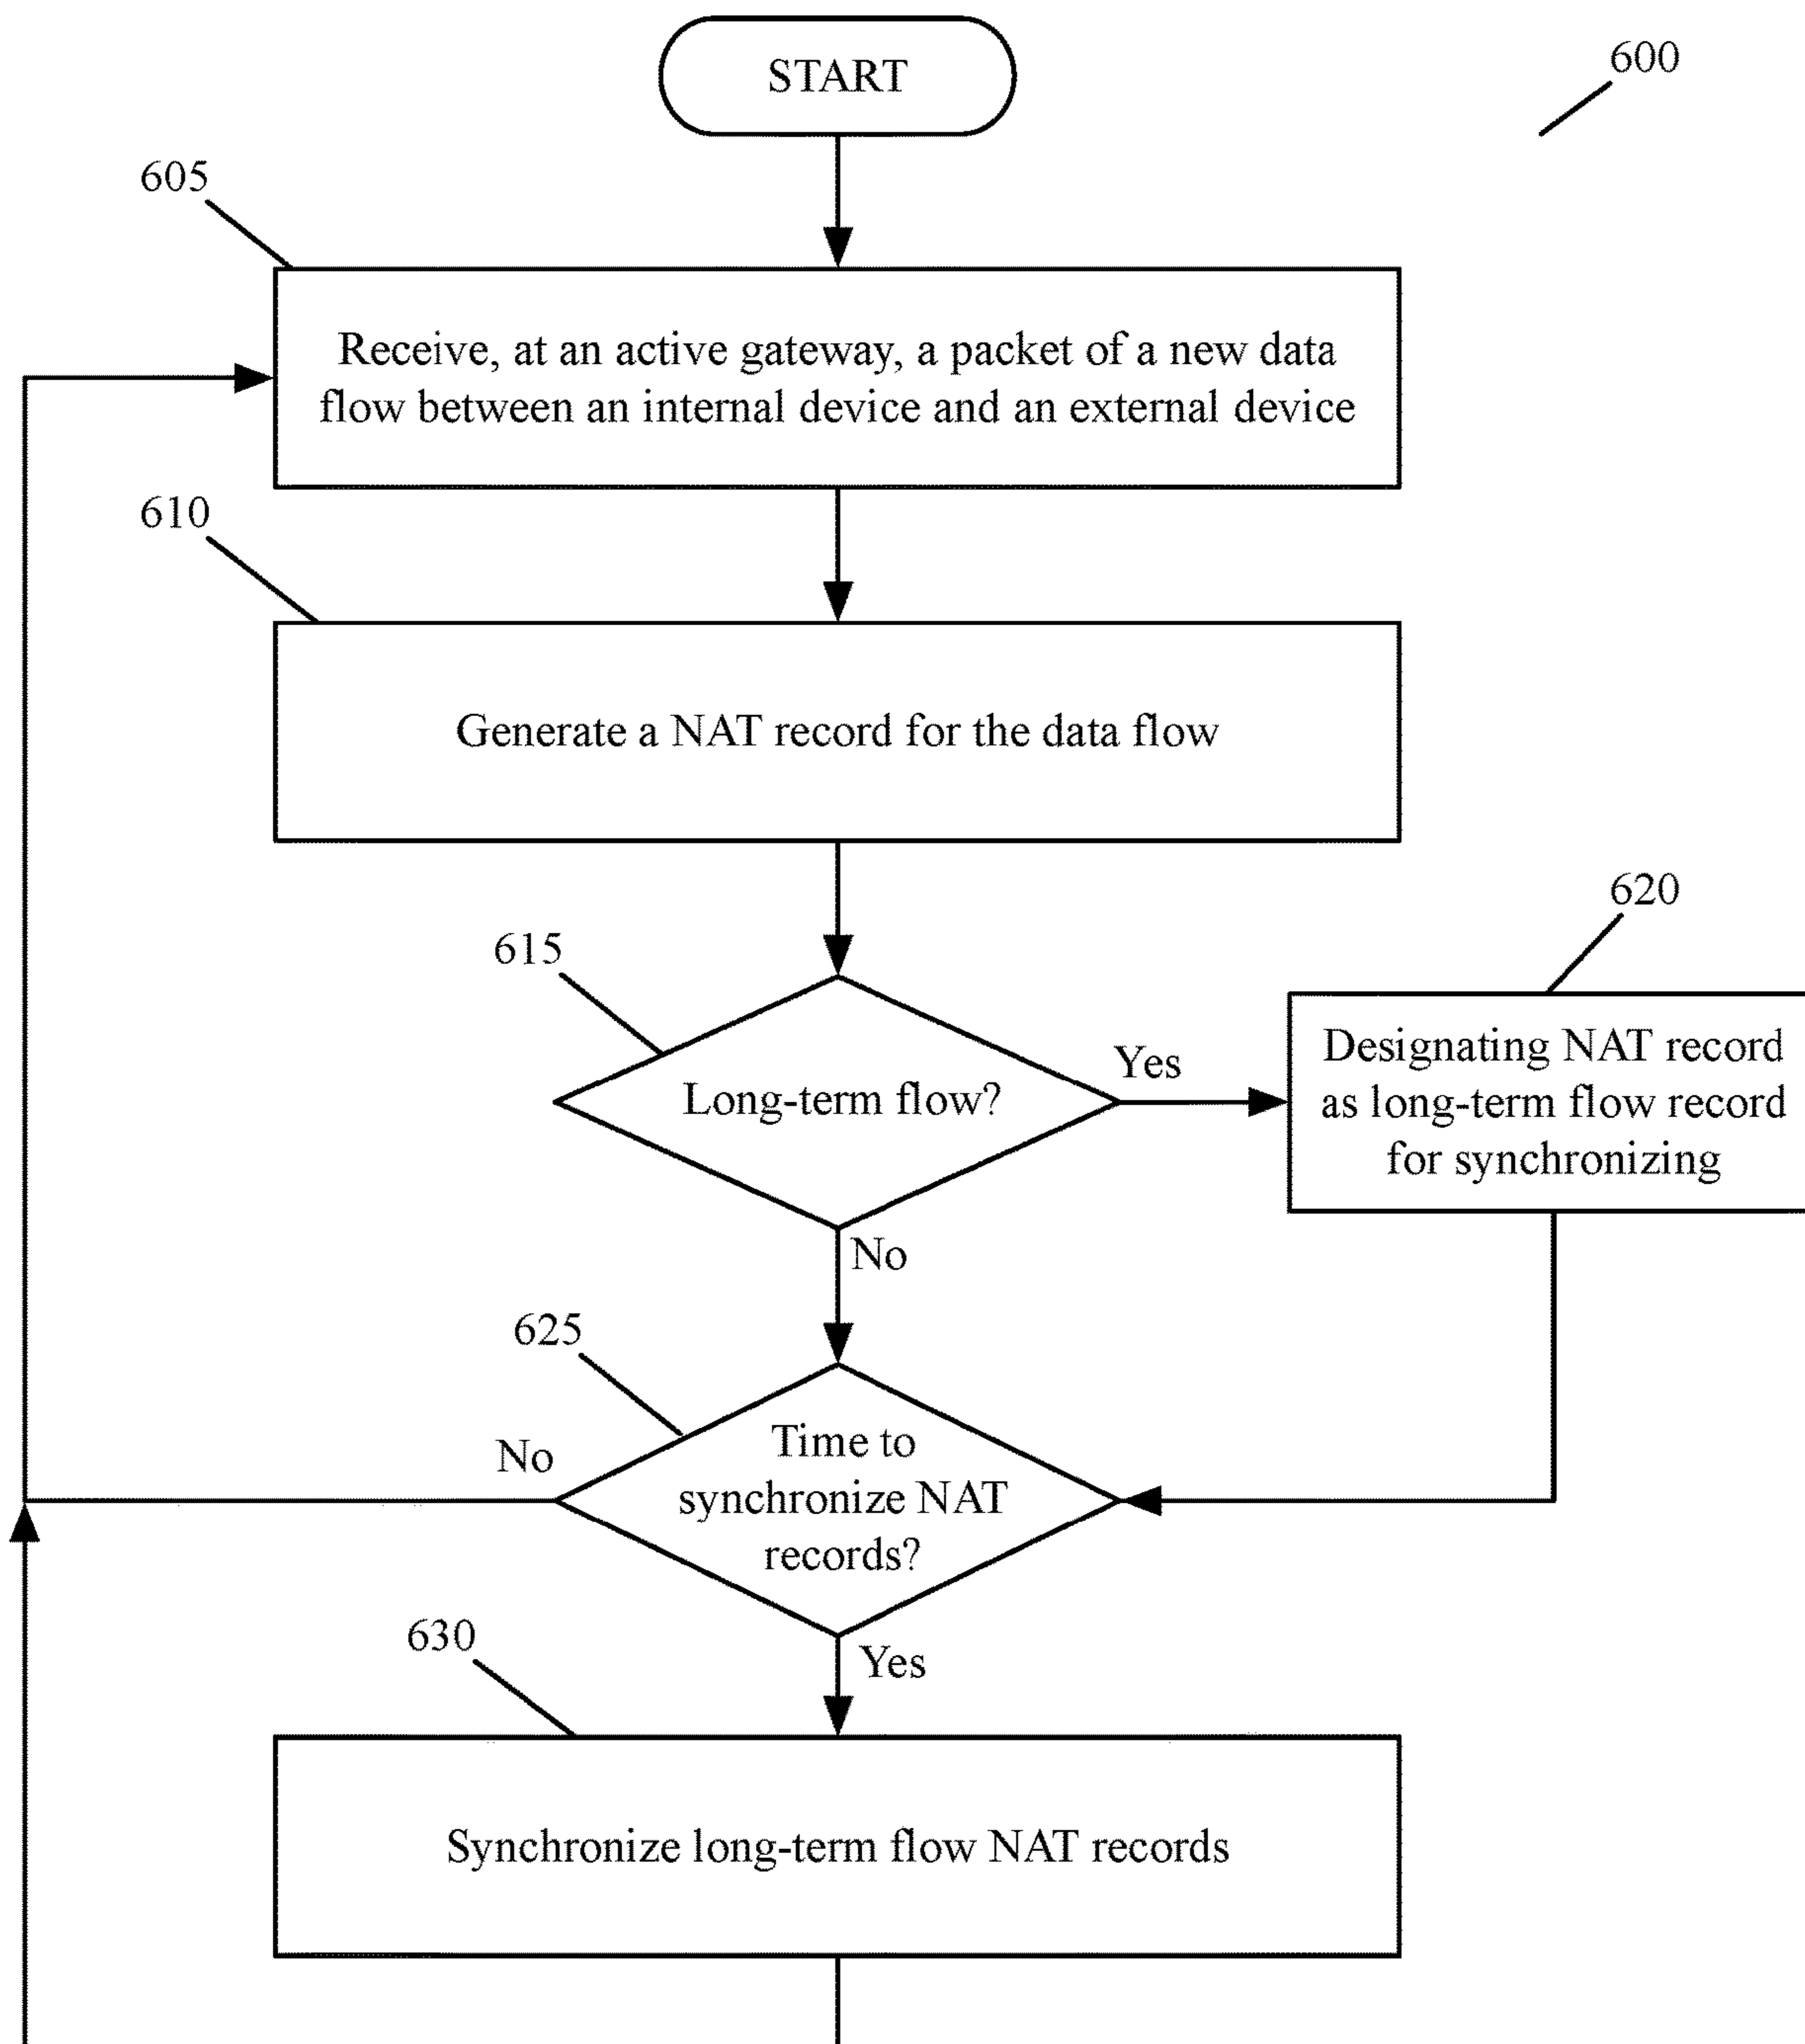 START
600
605
Receive, at an active gateway, a packet of a new data
flow between an internal device and an external device
610
Generate a NAT record for the data flow
615
Long-term flow?
Yes
620
Designating NAT record
as long-term flow record
for synchronizing
No
625
Time to
synchronize NAT
records?
No
Yes
630
Synchronize long-term flow NAT records